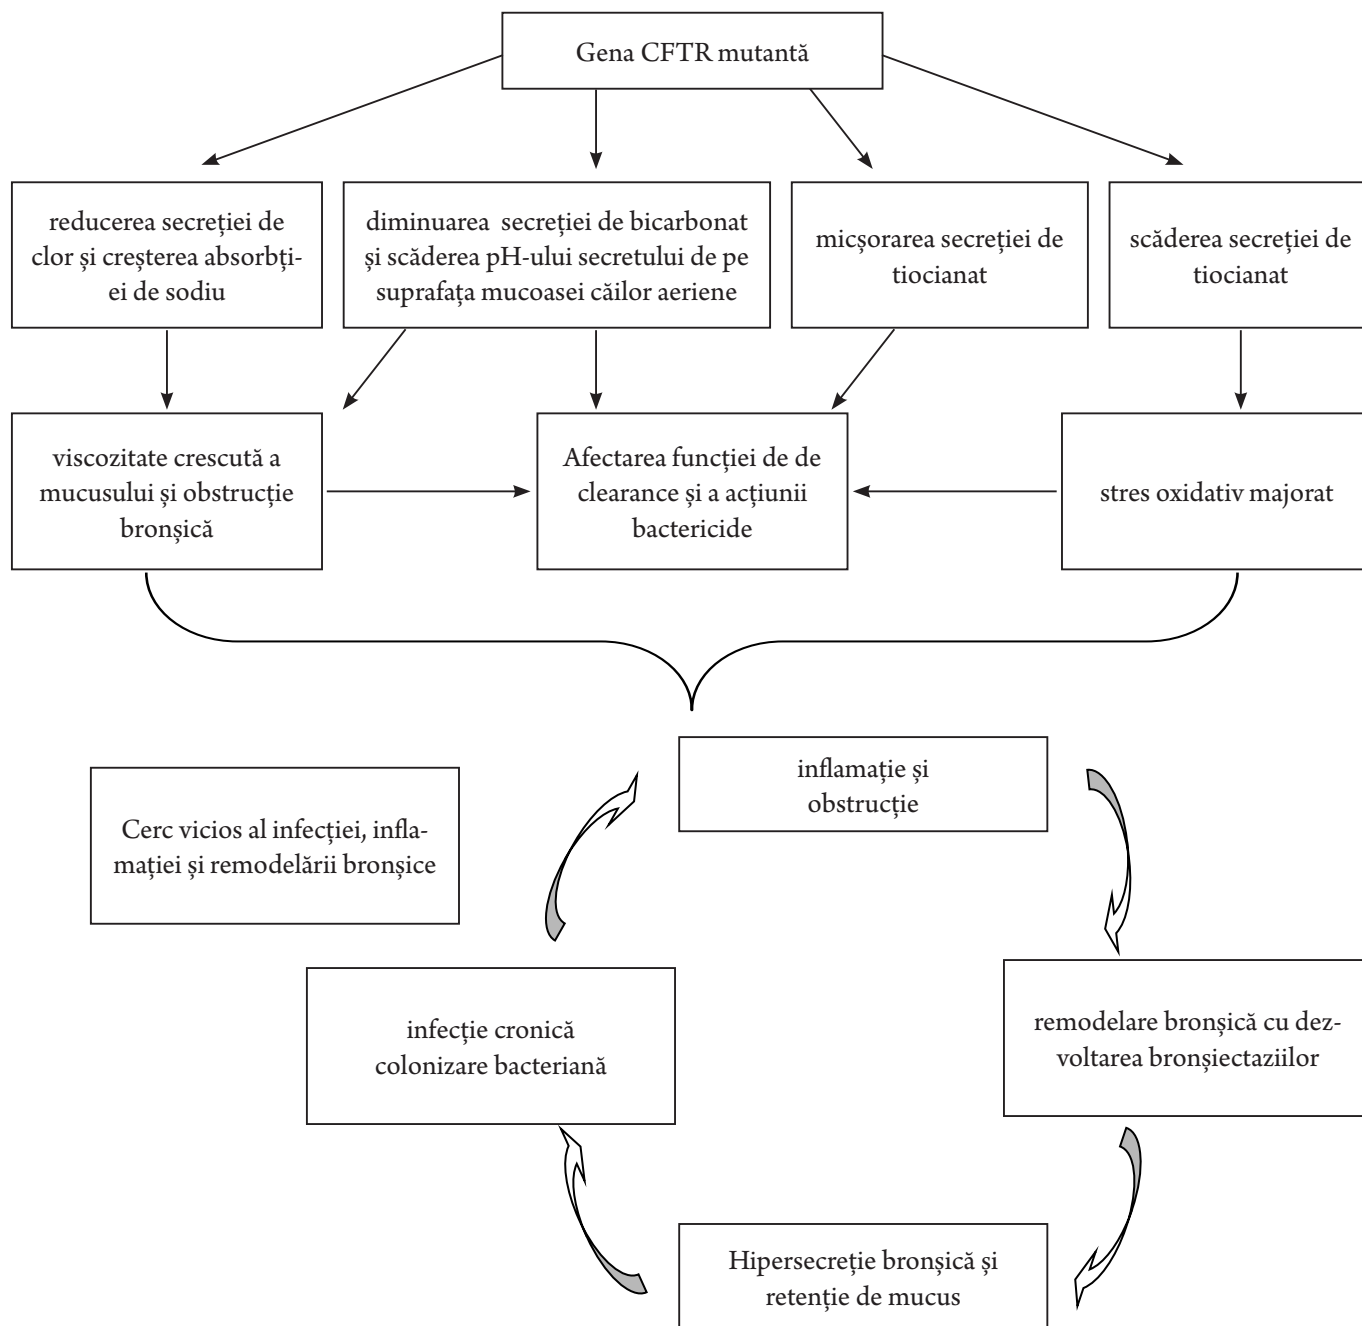 Gena CFTR mutantă
reducerea secreției de
clor și creșterea absorbți-
ei de sodiu
diminuarea secreției de bicarbonat
și scăderea pH-ului secretului de pe
suprafața mucoasei căilor aeriene
micșorarea secreției de
tiocianat
scăderea secreției de
tiocianat
viscozitate crescută a
mucusului și obstrucție
bronșică
Afectarea funcției de de
clearance și a acțiunii
bactericide
stres oxidativ majorat
inflamație și
obstrucție
Cerc vicios al infecției, infla-
mației și remodelării bronșice
infecție cronică
colonizare bacteriană
remodelare bronșică cu dez-
voltarea bronșiectaziilor
Hipersecreție bronșică și
retenție de mucus